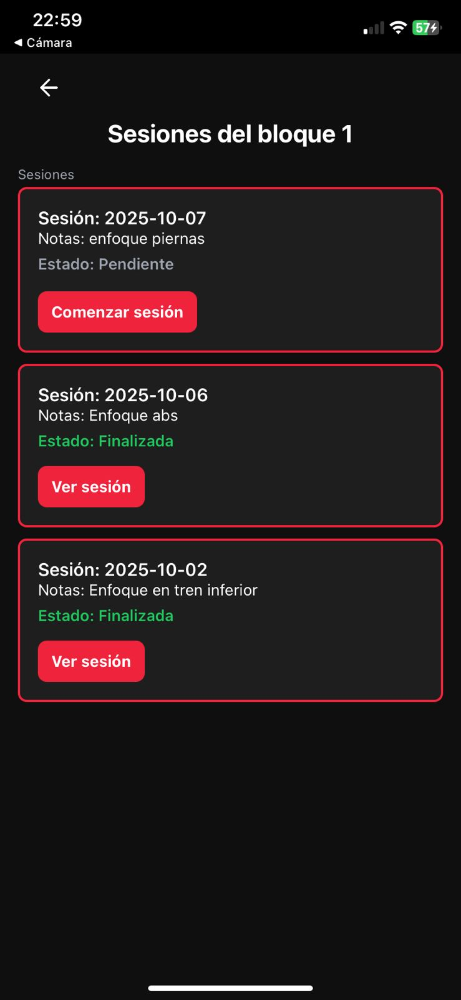 22:59
57
◀ Cámara
Sesiones del bloque 1
Sesiones
Sesión: 2025-10-07
Notas: enfoque piernas
Estado: Pendiente
Comenzar sesión
Sesión: 2025-10-06
Notas: Enfoque abs
Estado: Finalizada
Ver sesión
Sesión: 2025-10-02
Notas: Enfoque en tren inferior
Estado: Finalizada
Ver sesión